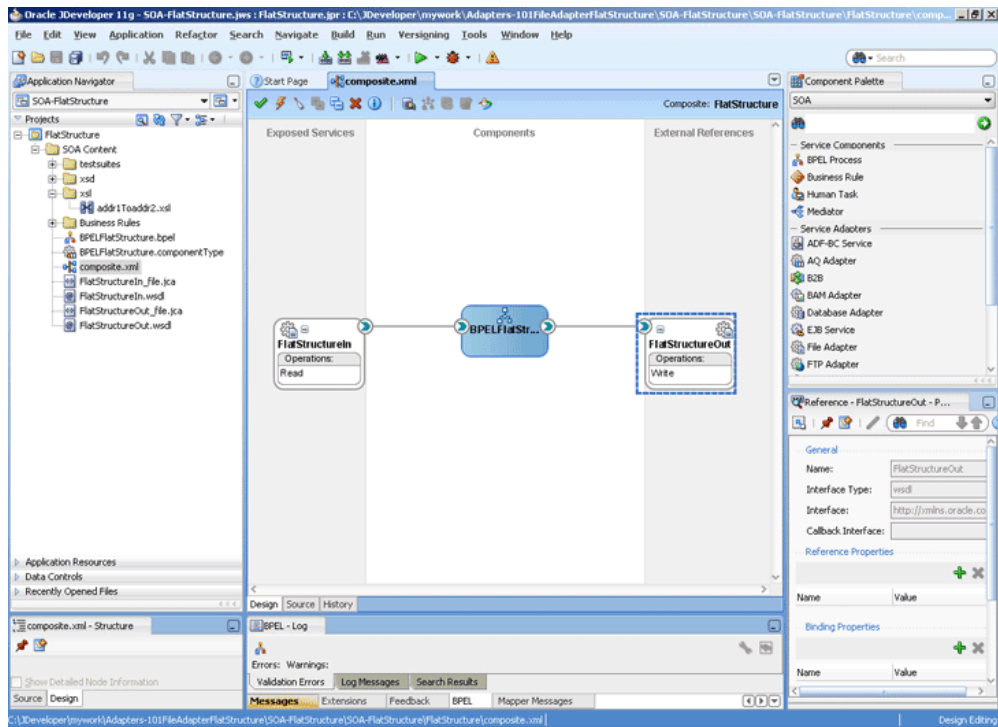 Oracle JDeveloper 11g - SOA-FlatStructure.jws : FlatStructure.jpr : C:\JDeveloper\mywork\Adapters-101FileAdapterFlatStructure\SOA-FlatStructure\SOA-FlatStructure\FlatStructure\comp...
File Edit View Application Refactor Search Navigate Build Run Versioning Tools Window Help
Search
Application Navigator
SOA-FlatStructure
Projects
FlatStructure
SOA Content
testsuites
xsd
xsl
addr1Toaddr2.xsl
Business Rules
BPELFlatStructure.bpel
BPELFlatStructure.componentType
composite.xml
FlatStructureIn_file.jca
FlatStructureIn.wsdl
FlatStructureOut_file.jca
FlatStructureOut.wsdl
Application Resources
Data Controls
Recently Opened Files
composite.xml - Structure
Show Detailed Node Information
Source Design
Start Page composite.xml
Composite: FlatStructure
Exposed Services Components External References
FlatStructureIn
Operations:
Read
BPELFlatStr...
FlatStructureOut
Operations:
Write
Design Source History
BPEL - Log
Errors: Warnings:
Validation Errors Log Messages Search Results
Messages Extensions Feedback BPEL Mapper Messages
Component Palette
SOA
Service Components
BPEL Process
Business Rule
Human Task
Mediator
Service Adapters
ADF-BC Service
AQ Adapter
B2B
BAM Adapter
Database Adapter
EJB Service
File Adapter
FTP Adapter
Reference - FlatStructureOut - P...
Find
General
Name: FlatStructureOut
Interface Type: wsdl
Interface: http://xmlns.oracle.co
Callback Interface:
Reference Properties
Name Value
Binding Properties
Name Value
C:\JDeveloper\mywork\Adapters-101FileAdapterFlatStructure\SOA-FlatStructure\SOA-FlatStructure\FlatStructure\composite.xml
Design Editin